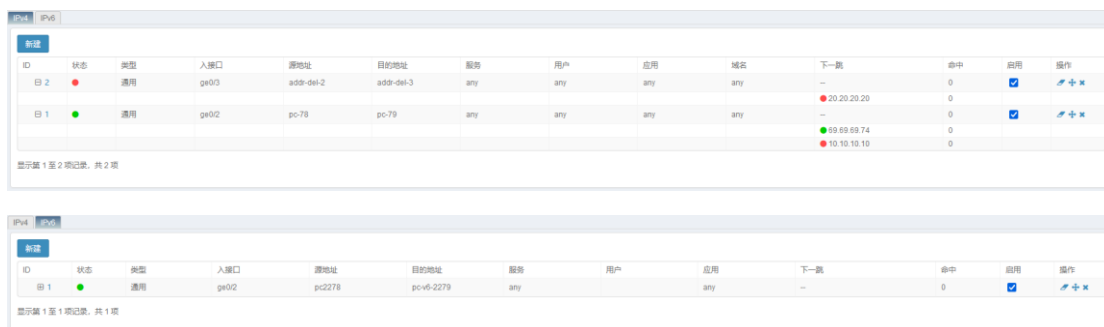 IPv4 IPv6
新建
ID 状态 类型 入接口 源地址 目的地址 服务 用户 应用 域名 下一跳 命中 启用 操作
2 通用 ge0/3 addr-del-2 addr-del-3 any any any any -- 0
20.20.20.20 0
1 通用 ge0/2 pc-78 pc-79 any any any any -- 0
69.69.69.74 0
10.10.10.10 0
显示第 1 至 2 项记录，共 2 项
IPv4 IPv6
新建
ID 状态 类型 入接口 源地址 目的地址 服务 用户 应用 下一跳 命中 启用 操作
1 通用 ge0/2 pc2278 pc-v6-2279 any any -- 0
显示第 1 至 1 项记录，共 1 项